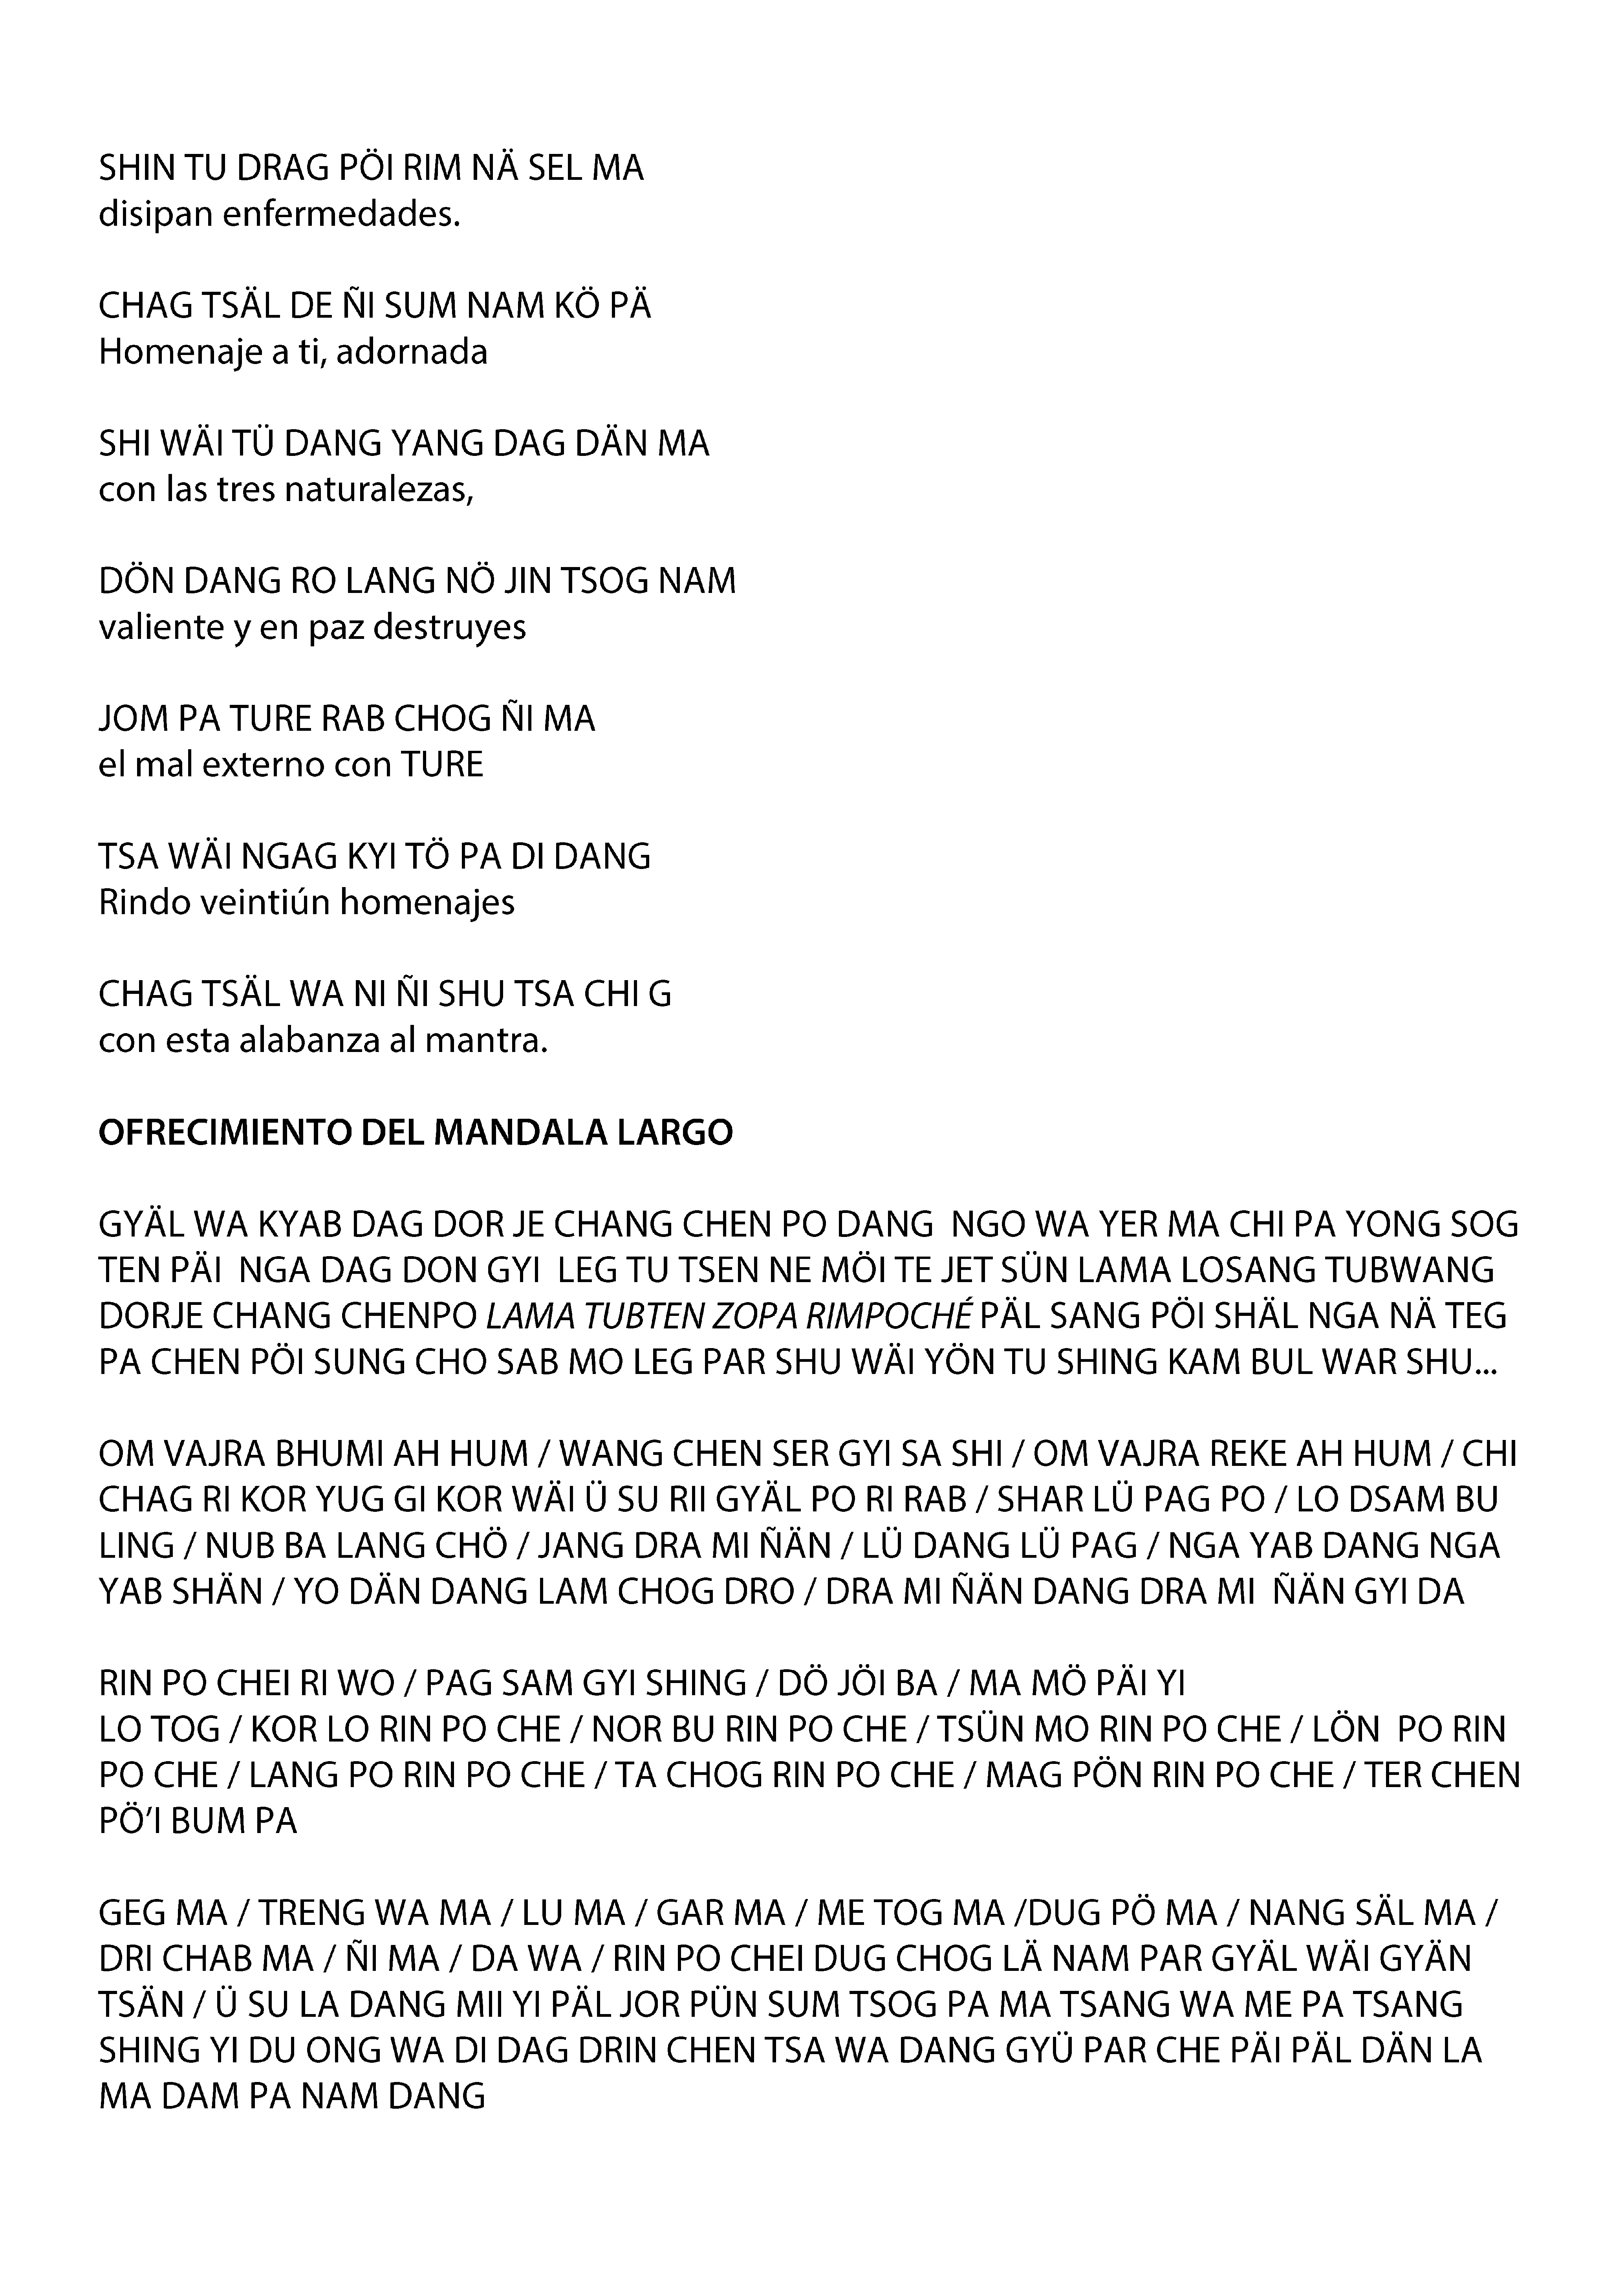 SHIN TU DRAG PÖI RIM NÄ SEL MA
disipan enfermedades.
CHAG TSÄL DE ÑI SUM NAM KÖ PÄ
Homenaje a ti, adornada
SHI WÄI TÜ DANG YANG DAG DÄN MA
con las tres naturalezas,
DÖN DANG RO LANG NÖ JIN TSOG NAM
valiente y en paz destruyes
JOM PA TURE RAB CHOG ÑI MA
el mal externo con TURE
TSA WÄI NGAG KYI TÖ PA DI DANG
Rindo veintiún homenajes
CHAG TSÄL WA NI ÑI SHU TSA CHI G
con esta alabanza al mantra.
OFRECIMIENTO DEL MANDALA LARGO
GYÄL WA KYAB DAG DOR JE CHANG CHEN PO DANG  NGO WA YER MA CHI PA YONG SOG
TEN PÄI  NGA DAG DON GYI  LEG TU TSEN NE MÖI TE JET SÜN LAMA LOSANG TUBWANG
DORJE CHANG CHENPO LAMA TUBTEN ZOPA RIMPOCHÉ PÄL SANG PÖI SHÄL NGA NÄ TEG
PA CHEN PÖI SUNG CHO SAB MO LEG PAR SHU WÄI YÖN TU SHING KAM BUL WAR SHU...
OM VAJRA BHUMI AH HUM / WANG CHEN SER GYI SA SHI / OM VAJRA REKE AH HUM / CHI
CHAG RI KOR YUG GI KOR WÄI Ü SU RII GYÄL PO RI RAB / SHAR LÜ PAG PO / LO DSAM BU
LING / NUB BA LANG CHÖ / JANG DRA MI ÑÄN / LÜ DANG LÜ PAG / NGA YAB DANG NGA
YAB SHÄN / YO DÄN DANG LAM CHOG DRO / DRA MI ÑÄN DANG DRA MI  ÑÄN GYI DA
RIN PO CHEI RI WO / PAG SAM GYI SHING / DÖ JÖI BA / MA MÖ PÄI YI
LO TOG / KOR LO RIN PO CHE / NOR BU RIN PO CHE / TSÜN MO RIN PO CHE / LÖN  PO RIN
PO CHE / LANG PO RIN PO CHE / TA CHOG RIN PO CHE / MAG PÖN RIN PO CHE / TER CHEN
PÖ’I BUM PA
GEG MA / TRENG WA MA / LU MA / GAR MA / ME TOG MA /DUG PÖ MA / NANG SÄL MA /
DRI CHAB MA / ÑI MA / DA WA / RIN PO CHEI DUG CHOG LÄ NAM PAR GYÄL WÄI GYÄN
TSÄN / Ü SU LA DANG MII YI PÄL JOR PÜN SUM TSOG PA MA TSANG WA ME PA TSANG
SHING YI DU ONG WA DI DAG DRIN CHEN TSA WA DANG GYÜ PAR CHE PÄI PÄL DÄN LA
MA DAM PA NAM DANG